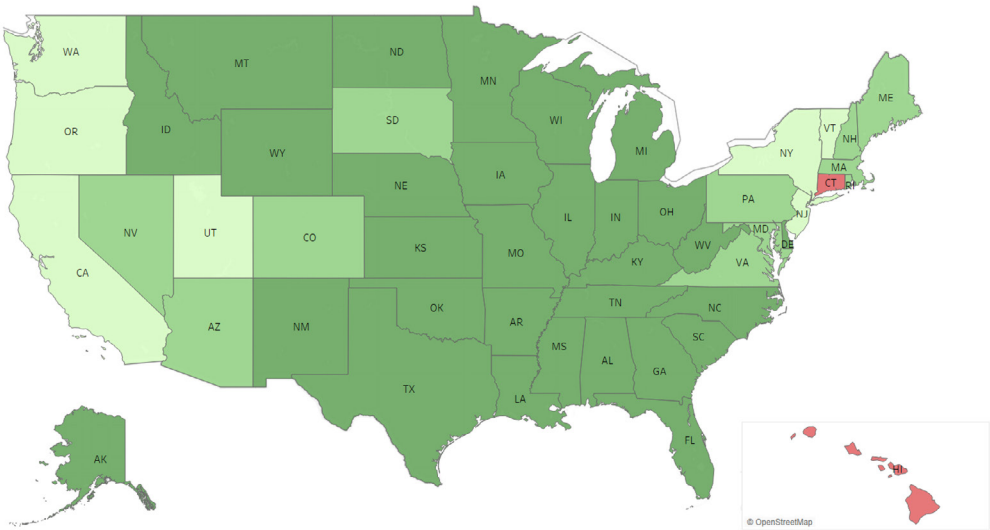 WA
MT
ND
MN
ME
OR
ID
SD
WI
VT
NH
WY
MI
NY
MA
IA
CT
RI
NE
PA
NV
UT
CO
IL
IN
OH
NJ
MD
KS
MO
WV
DE
CA
KY
VA
OK
TN
NC
AZ
NM
AR
SC
MS
AL
GA
TX
LA
FL
AK
HI
© OpenStreetMap